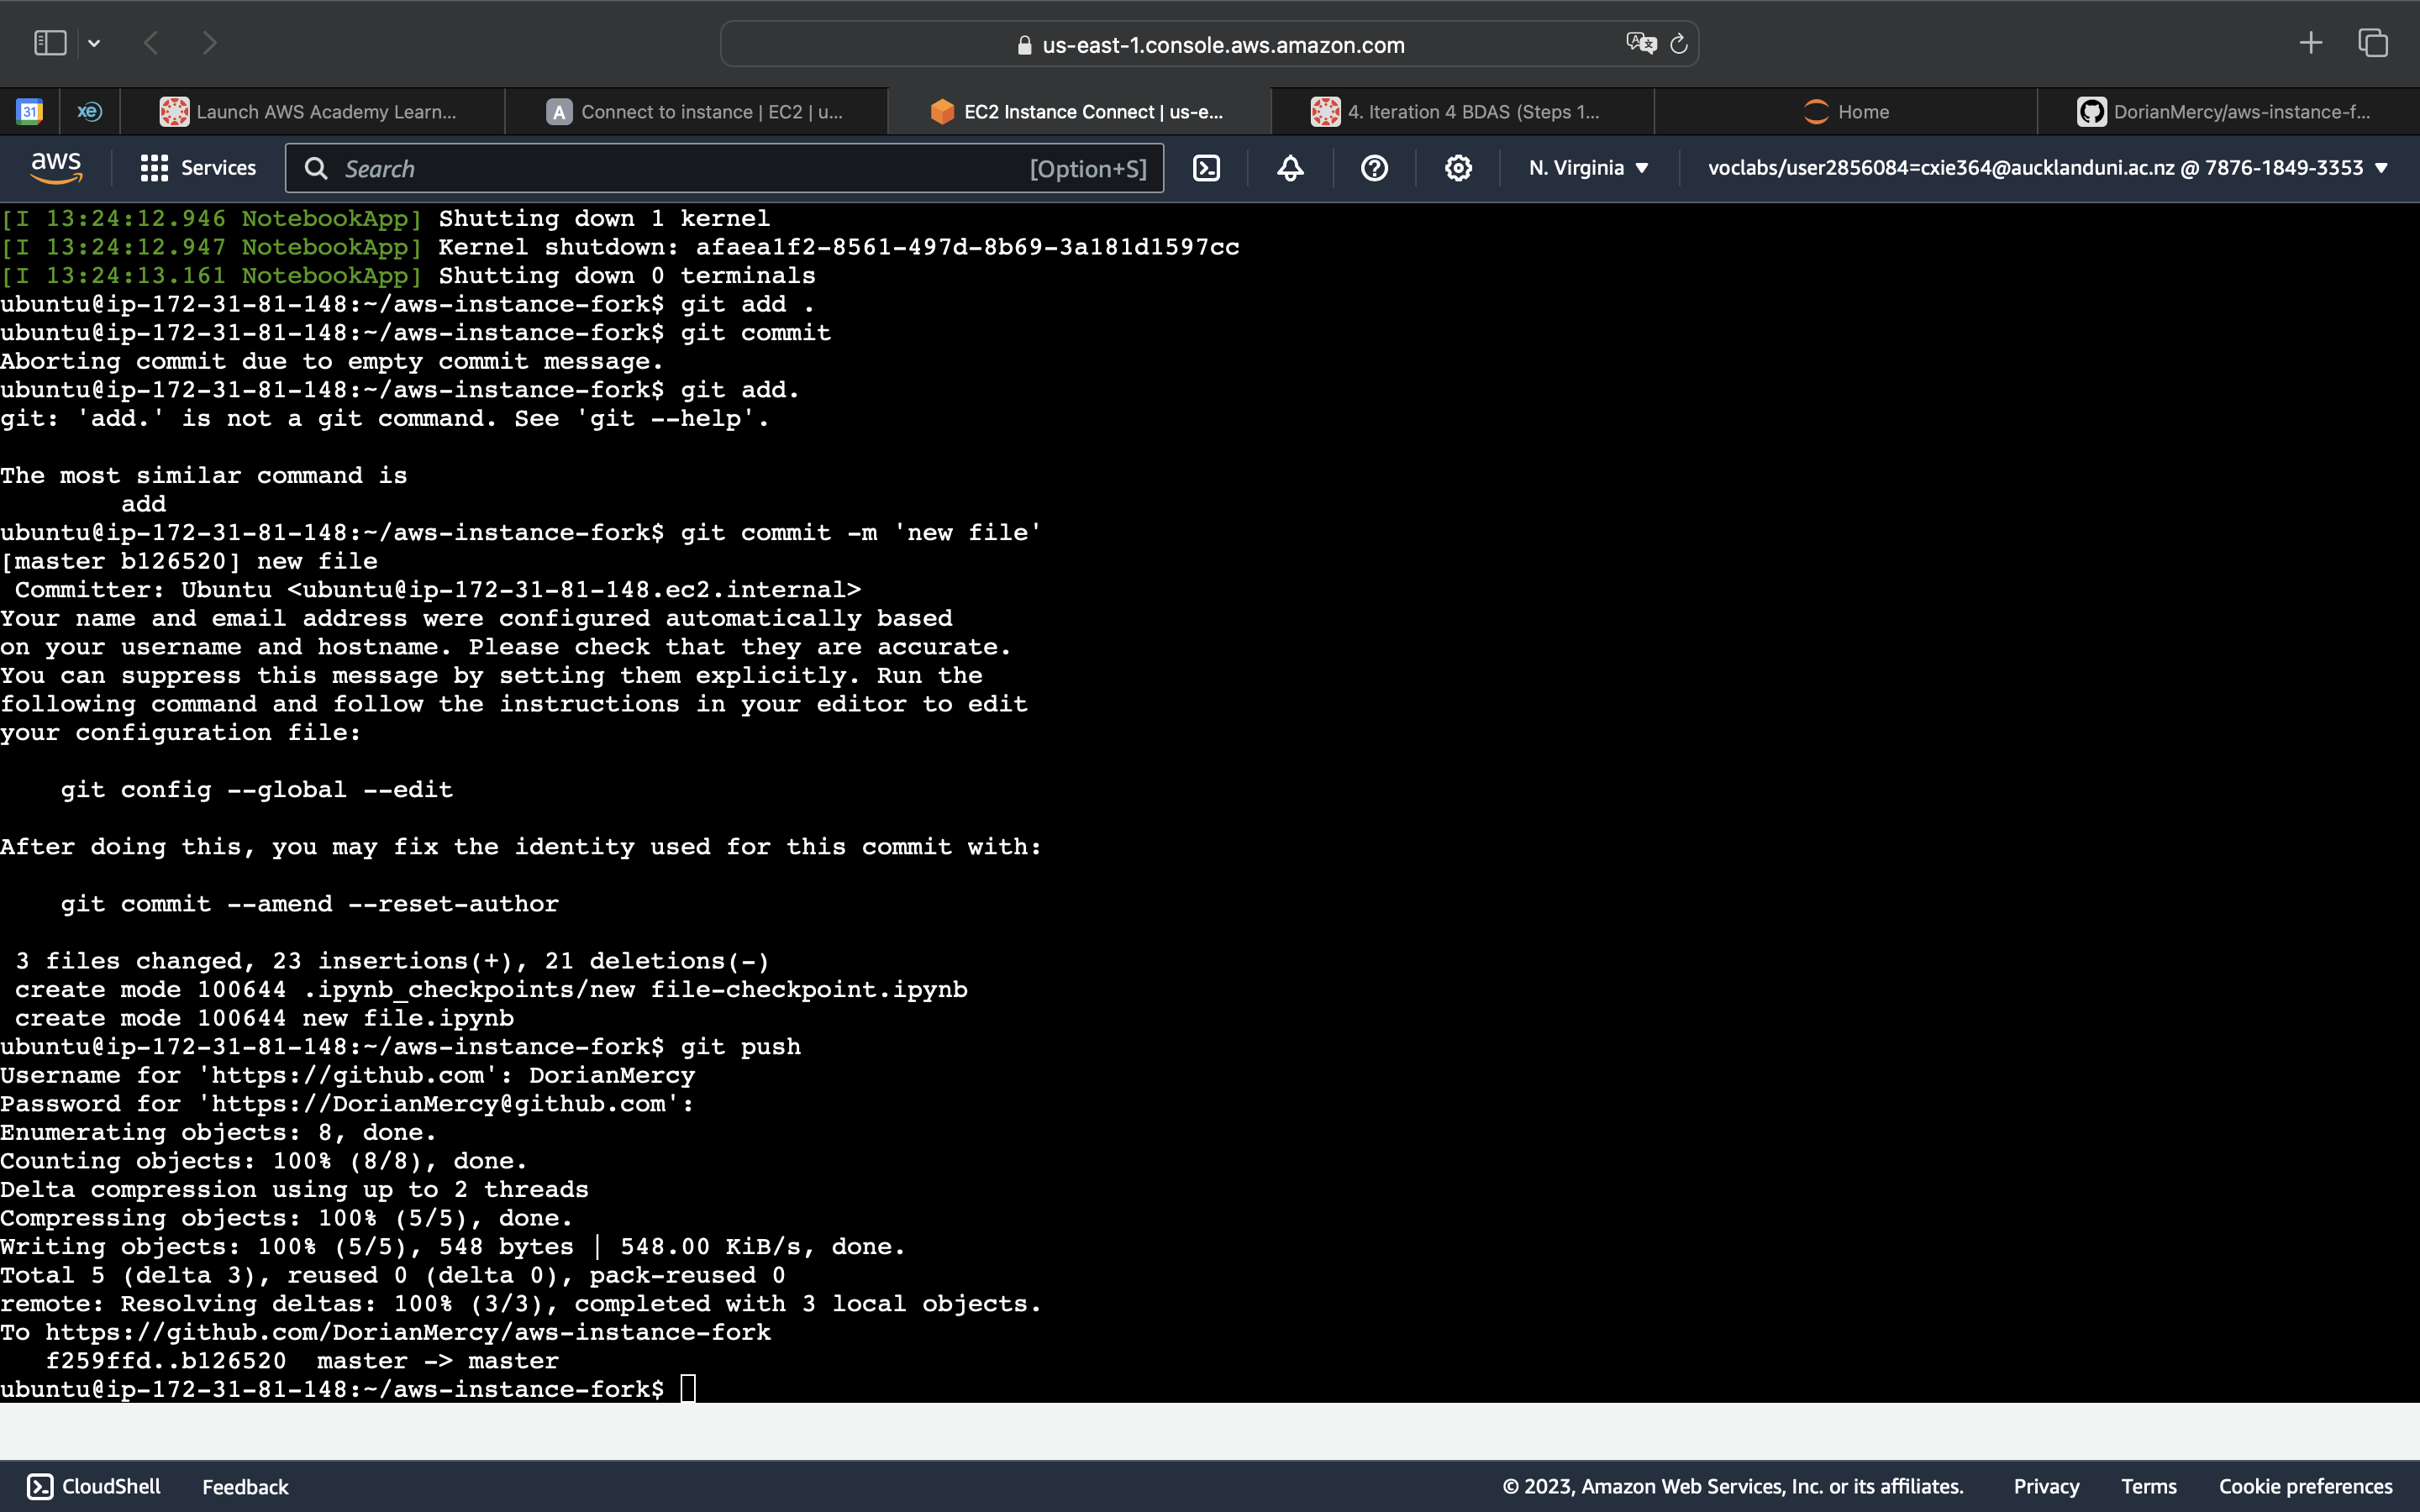 us-east-1.console.aws.amazon.com
31
xe
Launch AWS Academy Learn...
A
Connect to instance | EC2 | u...
EC2 Instance Connect | us-e...
4. Iteration 4 BDAS (Steps 1...
Home
DorianMercy/aws-instance-f...
aws
Services
Search
[Option+S]
N. Virginia
voclabs/user2856084=cxie364@aucklanduni.ac.nz @ 7876-1849-3353
[I 13:24:12.946 NotebookApp] Shutting down 1 kernel
[I 13:24:12.947 NotebookApp] Kernel shutdown: afaea1f2-8561-497d-8b69-3a181d1597cc
[I 13:24:13.161 NotebookApp] Shutting down 0 terminals
ubuntu@ip-172-31-81-148:~/aws-instance-fork$ git add .
ubuntu@ip-172-31-81-148:~/aws-instance-fork$ git commit
Aborting commit due to empty commit message.
ubuntu@ip-172-31-81-148:~/aws-instance-fork$ git add.
git: 'add.' is not a git command. See 'git --help'.
The most similar command is
add
ubuntu@ip-172-31-81-148:~/aws-instance-fork$ git commit -m 'new file'
[master b126520] new file
Committer: Ubuntu <ubuntu@ip-172-31-81-148.ec2.internal>
Your name and email address were configured automatically based
on your username and hostname. Please check that they are accurate.
You can suppress this message by setting them explicitly. Run the
following command and follow the instructions in your editor to edit
your configuration file:
git config --global --edit
After doing this, you may fix the identity used for this commit with:
git commit --amend --reset-author
3 files changed, 23 insertions(+), 21 deletions(-)
create mode 100644 .ipynb_checkpoints/new file-checkpoint.ipynb
create mode 100644 new file.ipynb
ubuntu@ip-172-31-81-148:~/aws-instance-fork$ git push
Username for 'https://github.com': DorianMercy
Password for 'https://DorianMercy@github.com':
Enumerating objects: 8, done.
Counting objects: 100% (8/8), done.
Delta compression using up to 2 threads
Compressing objects: 100% (5/5), done.
Writing objects: 100% (5/5), 548 bytes | 548.00 KiB/s, done.
Total 5 (delta 3), reused 0 (delta 0), pack-reused 0
remote: Resolving deltas: 100% (3/3), completed with 3 local objects.
To https://github.com/DorianMercy/aws-instance-fork
f259ffd..b126520  master -> master
ubuntu@ip-172-31-81-148:~/aws-instance-fork$
CloudShell
Feedback
© 2023, Amazon Web Services, Inc. or its affiliates.
Privacy
Terms
Cookie preferences